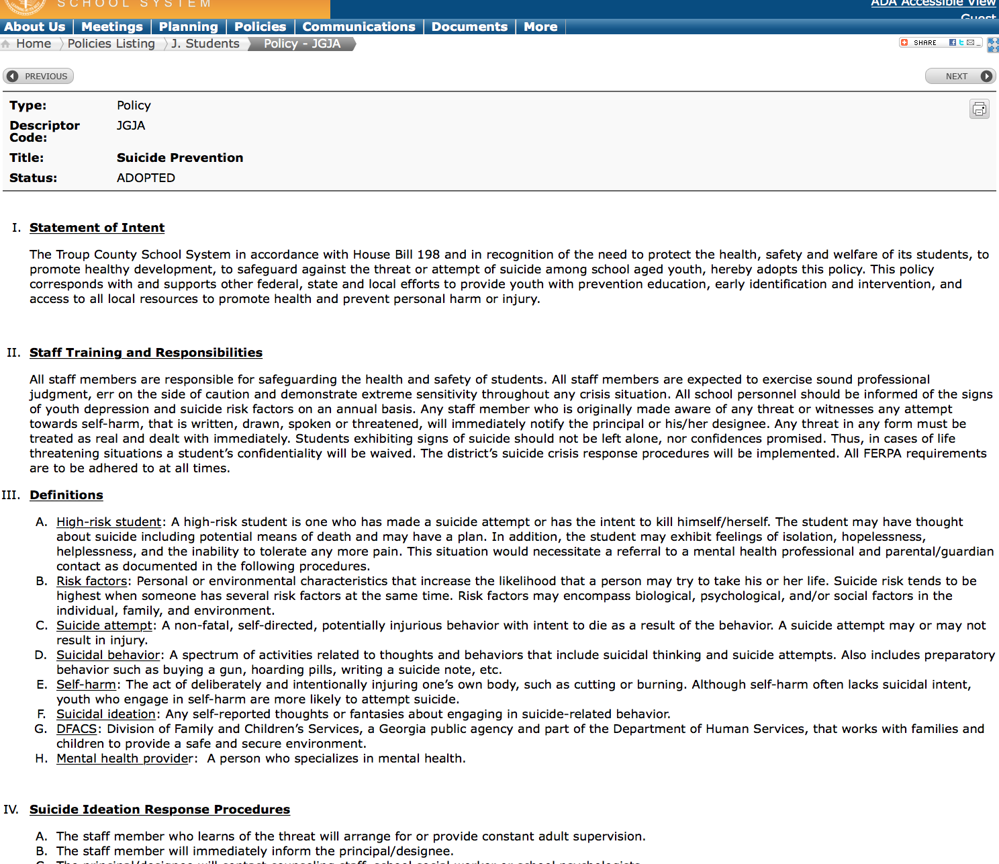 SCHOOL SYSTEM
ADA Accessible View
Guest
About Us Meetings Planning Policies Communications Documents More
Home Policies Listing J. Students Policy - JGJA
SHARE
PREVIOUS NEXT
Type: Policy
Descriptor JGJA
Code:
Title: Suicide Prevention
Status: ADOPTED
I. Statement of Intent
The Troup County School System in accordance with House Bill 198 and in recognition of the need to protect the health, safety and welfare of its students, to
promote healthy development, to safeguard against the threat or attempt of suicide among school aged youth, hereby adopts this policy. This policy
corresponds with and supports other federal, state and local efforts to provide youth with prevention education, early identification and intervention, and
access to all local resources to promote health and prevent personal harm or injury.
II. Staff Training and Responsibilities
All staff members are responsible for safeguarding the health and safety of students. All staff members are expected to exercise sound professional
judgment, err on the side of caution and demonstrate extreme sensitivity throughout any crisis situation. All school personnel should be informed of the signs
of youth depression and suicide risk factors on an annual basis. Any staff member who is originally made aware of any threat or witnesses any attempt
towards self-harm, that is written, drawn, spoken or threatened, will immediately notify the principal or his/her designee. Any threat in any form must be
treated as real and dealt with immediately. Students exhibiting signs of suicide should not be left alone, nor confidences promised. Thus, in cases of life
threatening situations a student’s confidentiality will be waived. The district’s suicide crisis response procedures will be implemented. All FERPA requirements
are to be adhered to at all times.
III. Definitions
A. High-risk student: A high-risk student is one who has made a suicide attempt or has the intent to kill himself/herself. The student may have thought
about suicide including potential means of death and may have a plan. In addition, the student may exhibit feelings of isolation, hopelessness,
helplessness, and the inability to tolerate any more pain. This situation would necessitate a referral to a mental health professional and parental/guardian
contact as documented in the following procedures.
B. Risk factors: Personal or environmental characteristics that increase the likelihood that a person may try to take his or her life. Suicide risk tends to be
highest when someone has several risk factors at the same time. Risk factors may encompass biological, psychological, and/or social factors in the
individual, family, and environment.
C. Suicide attempt: A non-fatal, self-directed, potentially injurious behavior with intent to die as a result of the behavior. A suicide attempt may or may not
result in injury.
D. Suicidal behavior: A spectrum of activities related to thoughts and behaviors that include suicidal thinking and suicide attempts. Also includes preparatory
behavior such as buying a gun, hoarding pills, writing a suicide note, etc.
E. Self-harm: The act of deliberately and intentionally injuring one’s own body, such as cutting or burning. Although self-harm often lacks suicidal intent,
youth who engage in self-harm are more likely to attempt suicide.
F. Suicidal ideation: Any self-reported thoughts or fantasies about engaging in suicide-related behavior.
G. DFACS: Division of Family and Children’s Services, a Georgia public agency and part of the Department of Human Services, that works with families and
children to provide a safe and secure environment.
H. Mental health provider: A person who specializes in mental health.
IV. Suicide Ideation Response Procedures
A. The staff member who learns of the threat will arrange for or provide constant adult supervision.
B. The staff member will immediately inform the principal/designee.
C. The principal/designee will contact counseling staff, school social worker or school psychologists.